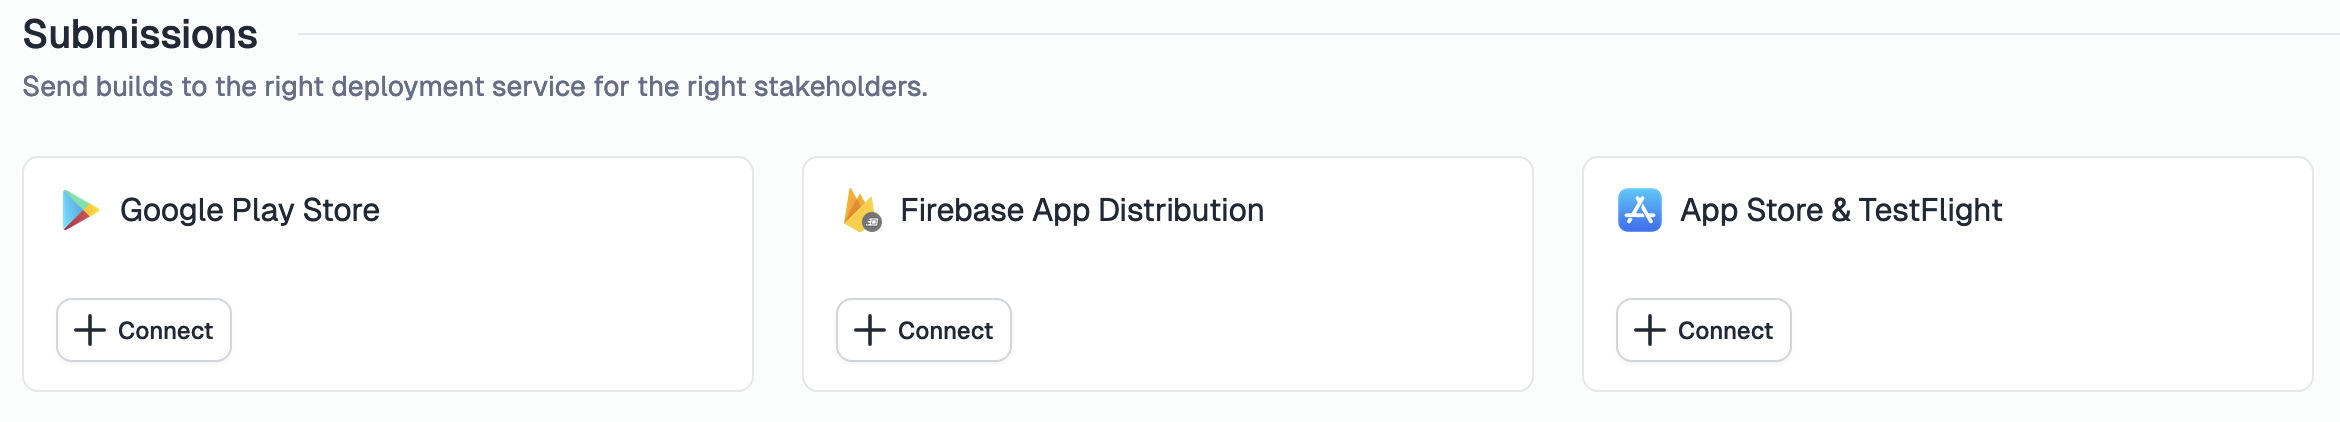 Submissions
Send builds to the right deployment service for the right stakeholders.
Google Play Store
Connect
Firebase App Distribution
Connect
App Store & TestFlight
Connect